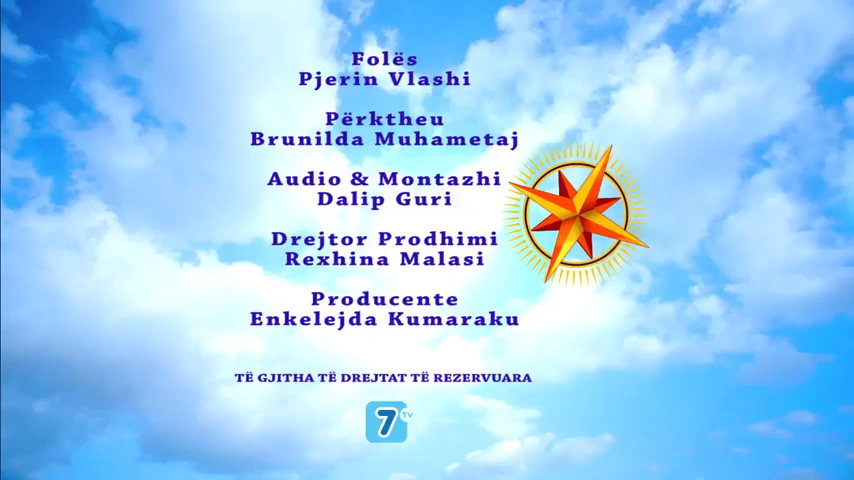 Folës
Pjerin Vlashi
Përktheu
Brunilda Muhametaj
Audio & Montazhi
Dalip Guri
Drejtor Prodhimi
Rexhina Malasi
Producente
Enkelejda Kumaraku
TË GJITHA TË DREJTAT TË REZERVUARA
7 TV